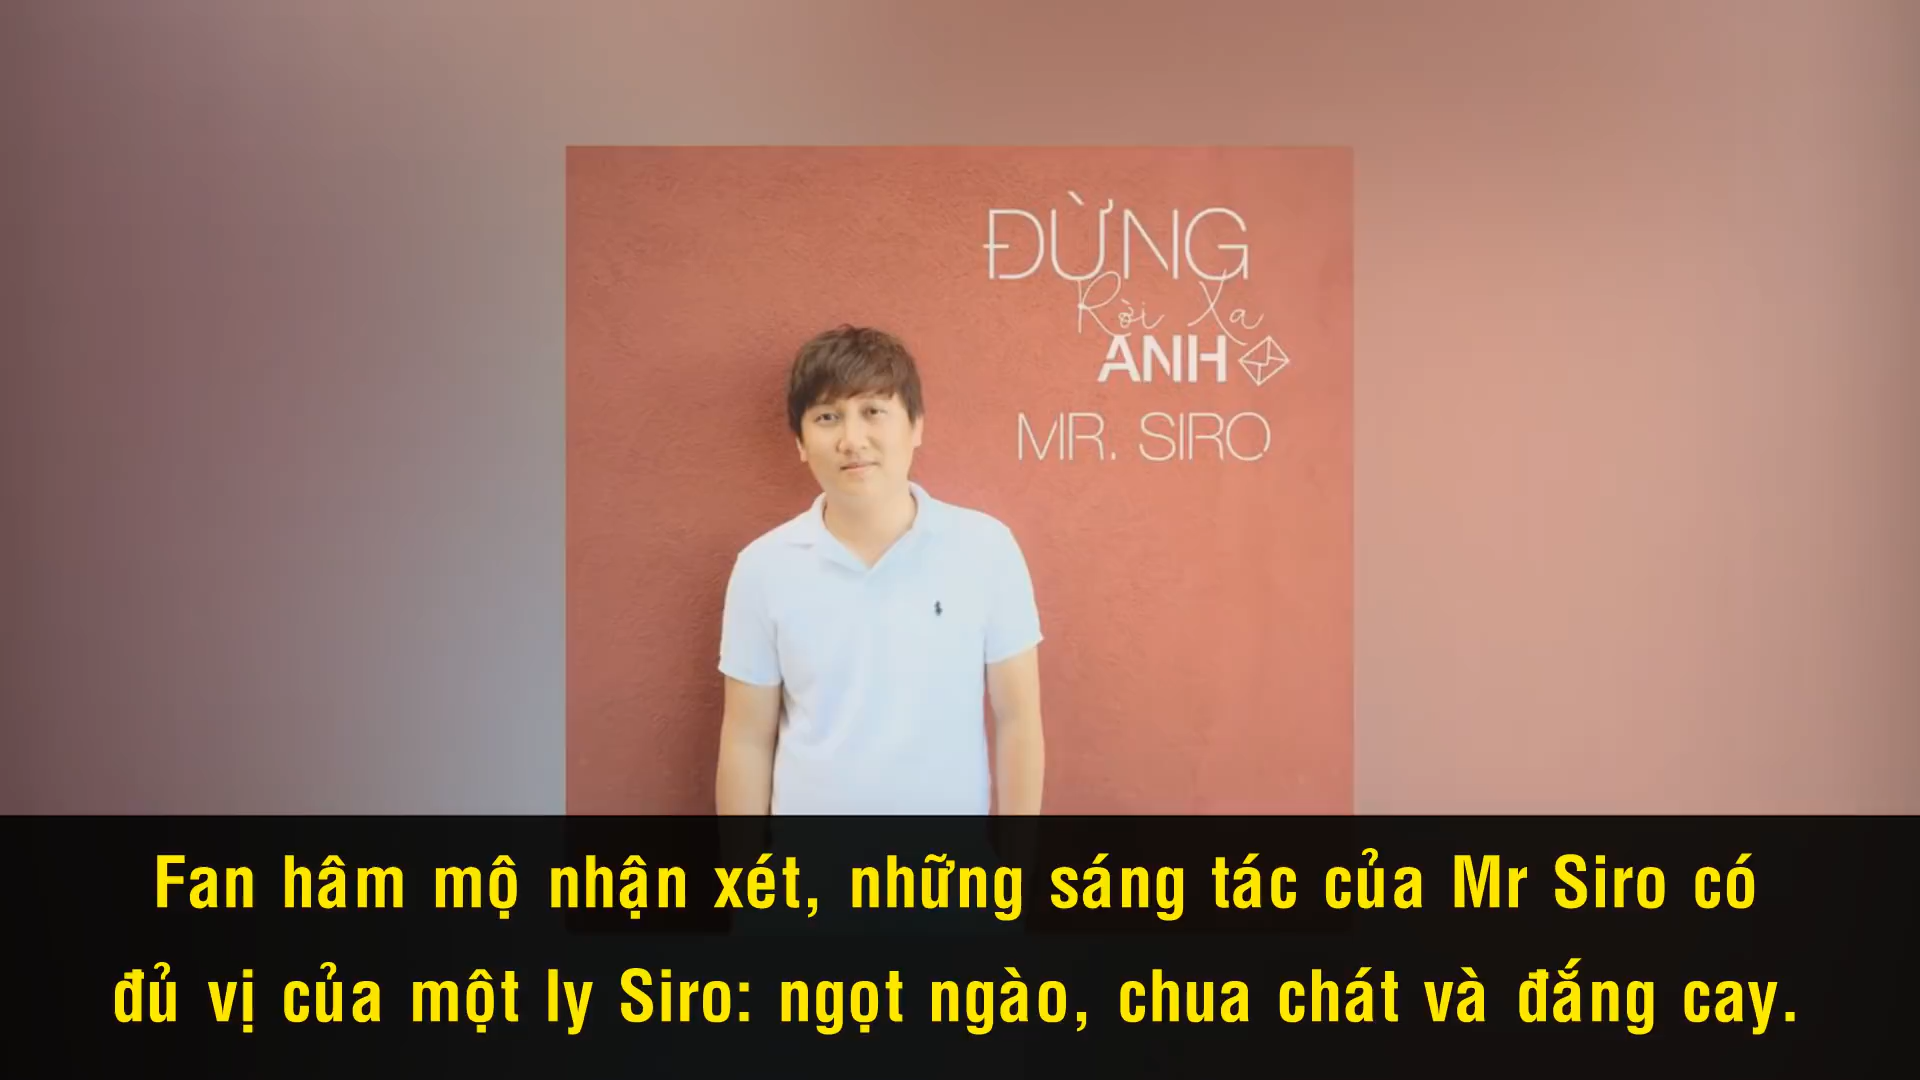 ĐỪNG
Rời Xa
ANH
MR. SIRO
Fan hâm mộ nhận xét, những sáng tác của Mr Siro có
đủ vị của một ly Siro: ngọt ngào, chua chát và đắng cay.